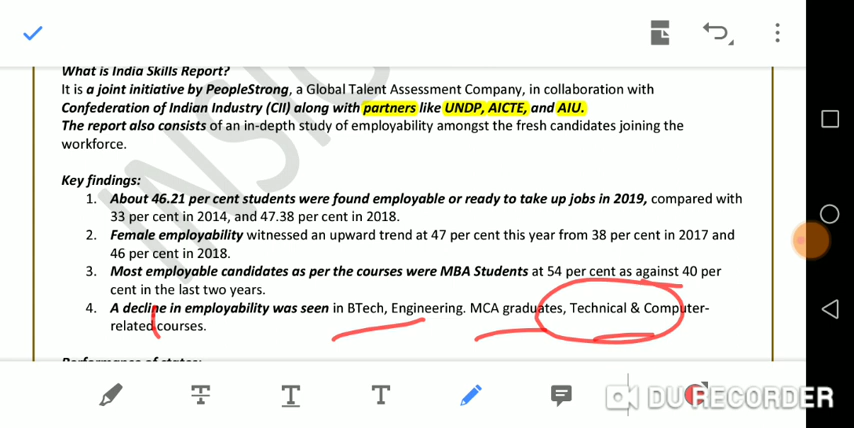 What is India Skills Report?
It is a joint initiative by PeopleStrong, a Global Talent Assessment Company, in collaboration with
Confederation of Indian Industry (CII) along with partners like UNDP, AICTE, and AIU.
The report also consists of an in-depth study of employability amongst the fresh candidates joining the
workforce.
Key findings:
1. About 46.21 per cent students were found employable or ready to take up jobs in 2019, compared with
33 per cent in 2014, and 47.38 per cent in 2018.
2. Female employability witnessed an upward trend at 47 per cent this year from 38 per cent in 2017 and
46 per cent in 2018.
3. Most employable candidates as per the courses were MBA Students at 54 per cent as against 40 per
cent in the last two years.
4. A decline in employability was seen in BTech, Engineering. MCA graduates, Technical & Computer-
related courses.
Performance of states:
T T T
DU RECORDER